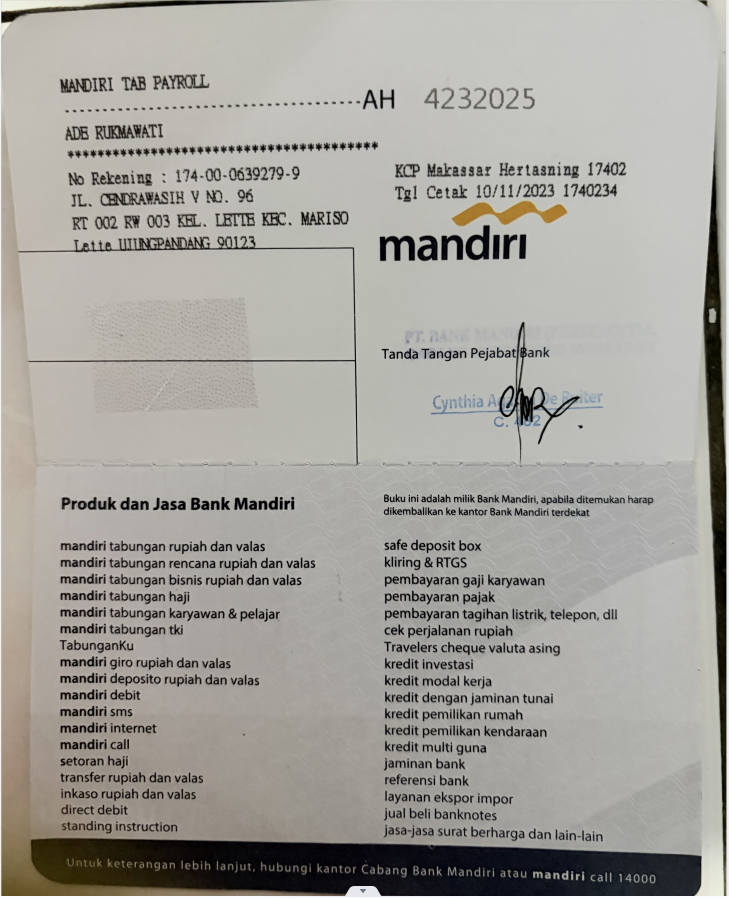 MANDIRI TAB PAYROLL
AH 4232025
ADE RUKMAWATI
****************************************
No Rekening : 174-00-0639279-9
JL. CENDRAWASIH V NO. 96
RT 002 RW 003 KEL. LETTE KEC. MARISO
Lette UJUNGPANDANG 90123
KCP Makassar Hertasning 17402
Tgl Cetak 10/11/2023 1740234
mandiri
PT. BANK MANDIRI (PERSERO) Tbk.
Tanda Tangan Pejabat Bank
Cynthia De Ruiter
Produk dan Jasa Bank Mandiri
mandiri tabungan rupiah dan valas
mandiri tabungan rencana rupiah dan valas
mandiri tabungan bisnis rupiah dan valas
mandiri tabungan haji
mandiri tabungan karyawan & pelajar
mandiri tabungan tki
TabunganKu
mandiri giro rupiah dan valas
mandiri deposito rupiah dan valas
mandiri debit
mandiri sms
mandiri internet
mandiri call
setoran haji
transfer rupiah dan valas
inkaso rupiah dan valas
direct debit
standing instruction
Buku ini adalah milik Bank Mandiri, apabila ditemukan harap
dikembalikan ke kantor Bank Mandiri terdekat
safe deposit box
kliring & RTGS
pembayaran gaji karyawan
pembayaran pajak
pembayaran tagihan listrik, telepon, dll
cek perjalanan rupiah
Travelers cheque valuta asing
kredit investasi
kredit modal kerja
kredit dengan jaminan tunai
kredit pemilikan rumah
kredit pemilikan kendaraan
kredit multi guna
jaminan bank
referensi bank
layanan ekspor impor
jual beli banknotes
jasa-jasa surat berharga dan lain-lain
Untuk keterangan lebih lanjut, hubungi kantor Cabang Bank Mandiri atau mandiri call 14000